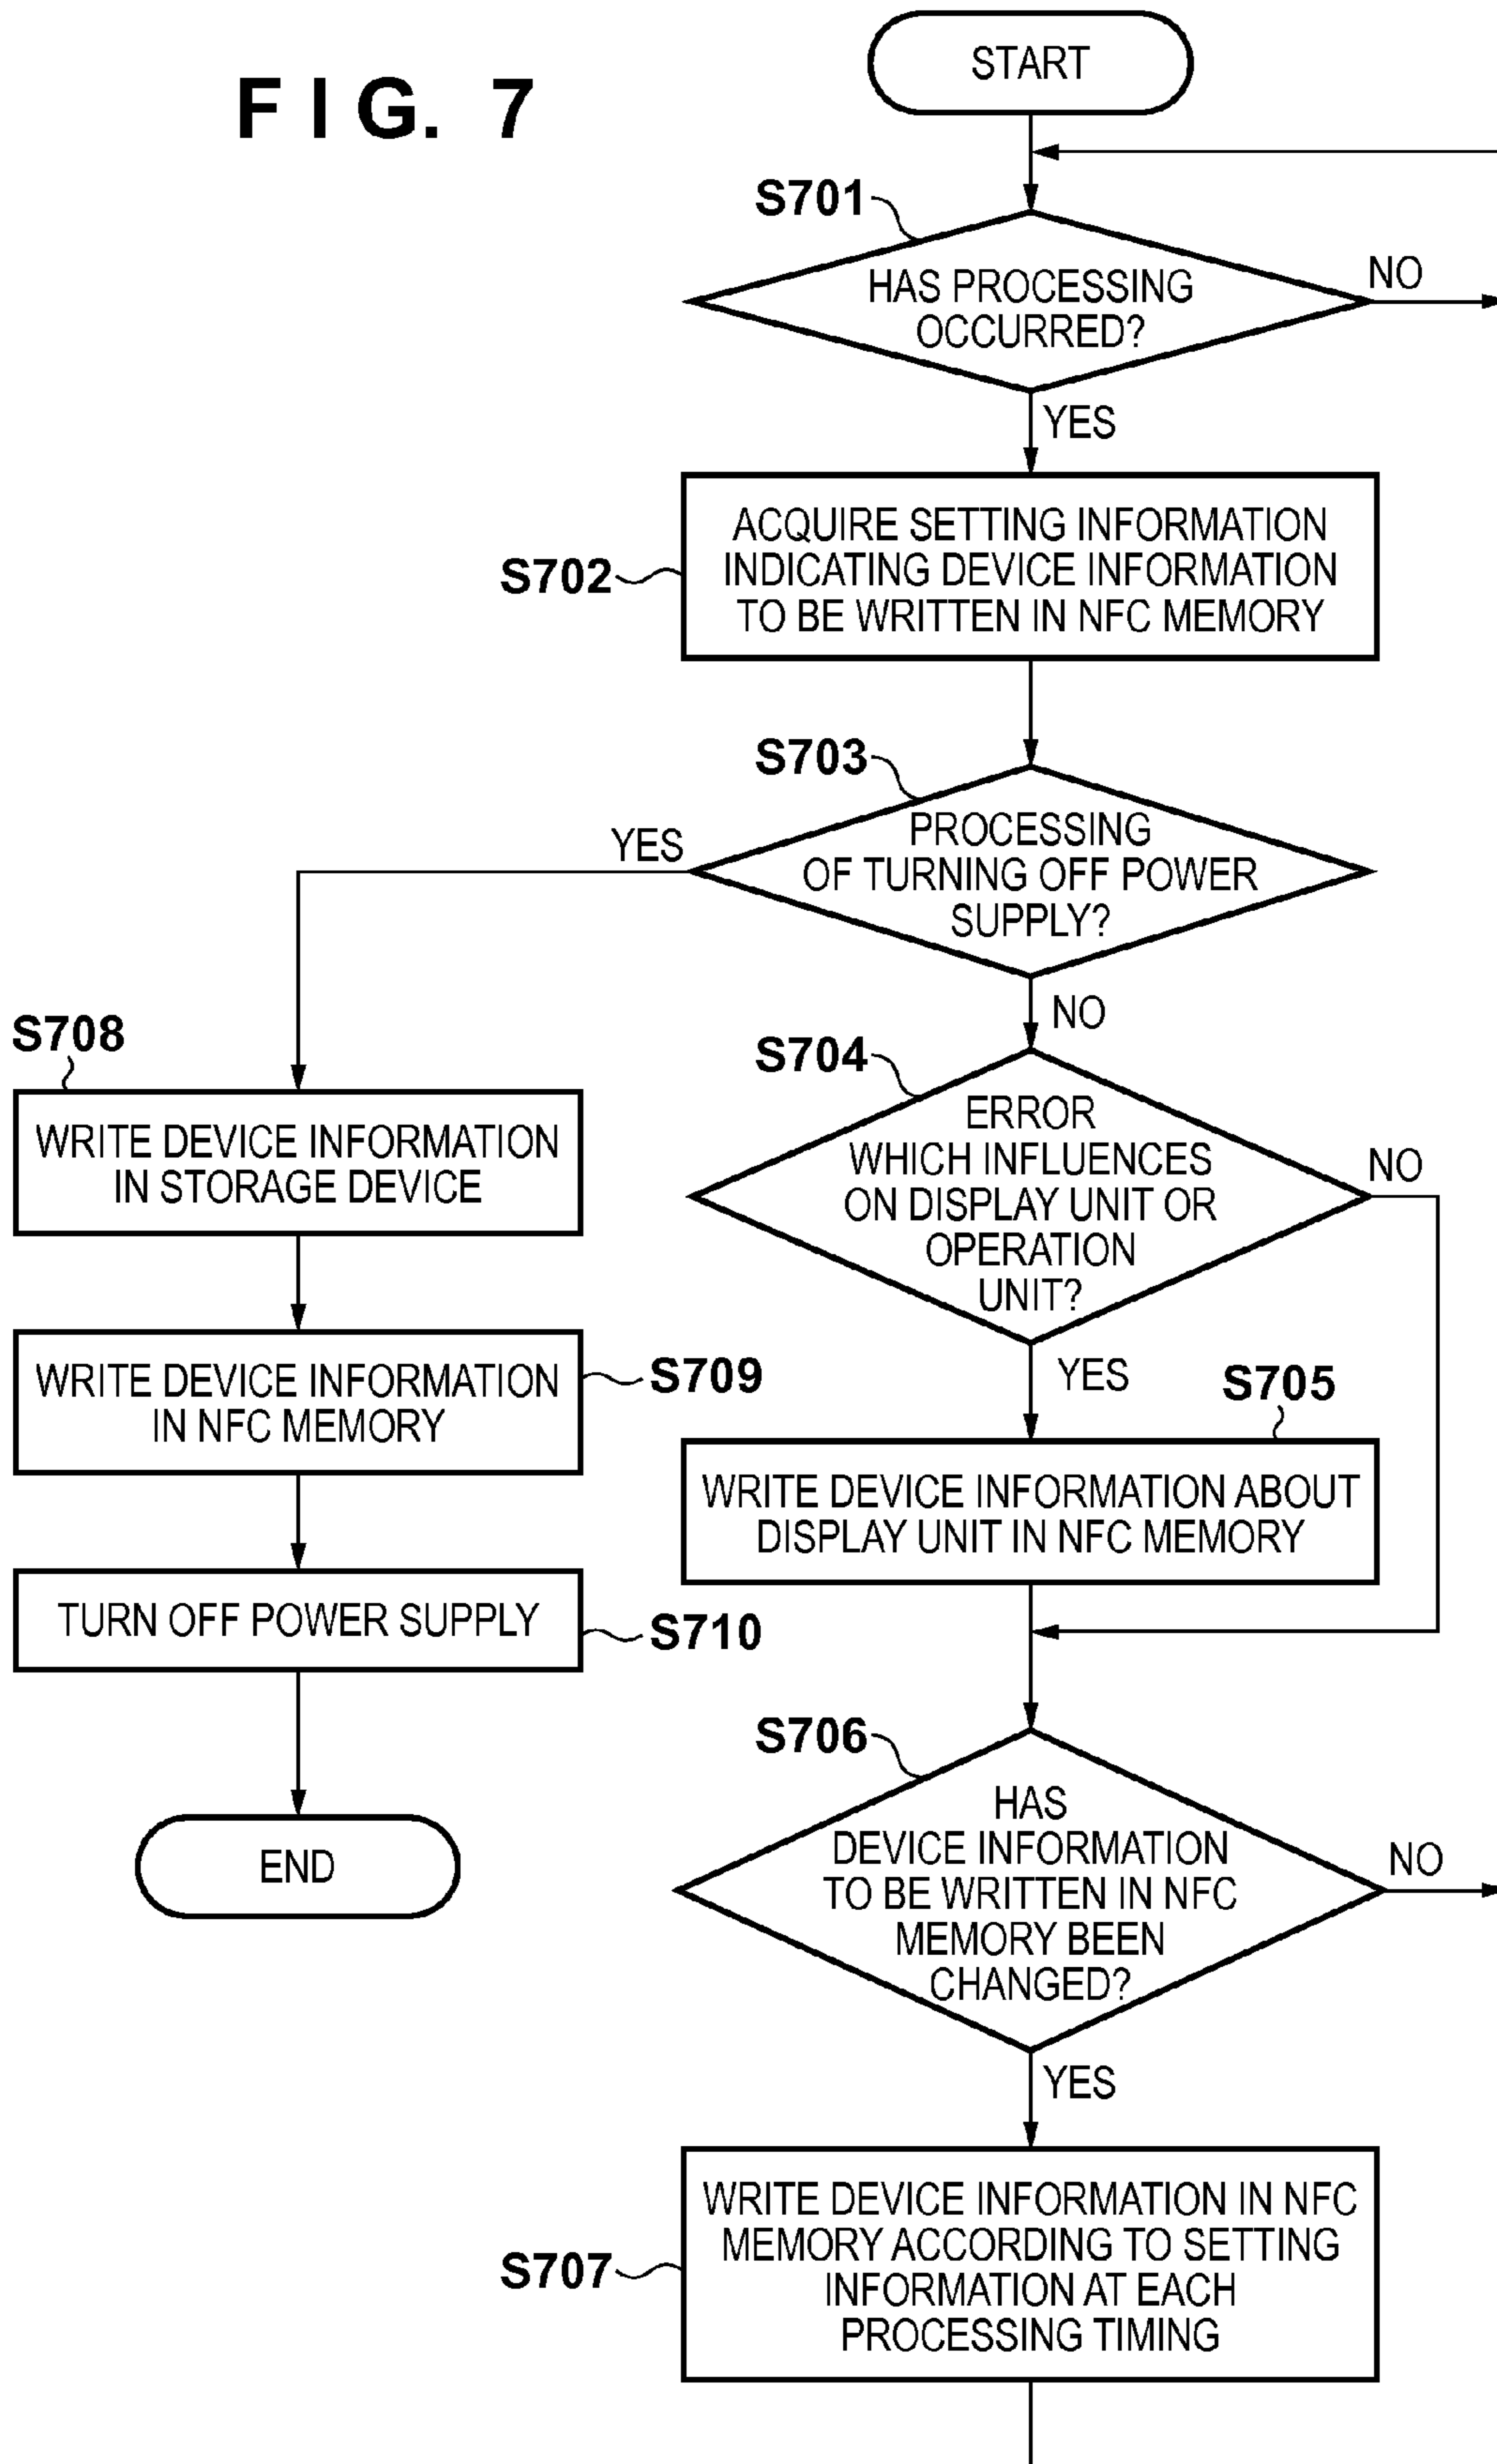 FIG. 7
START
S701
HAS PROCESSING
OCCURRED?
NO
YES
S702
ACQUIRE SETTING INFORMATION
INDICATING DEVICE INFORMATION
TO BE WRITTEN IN NFC MEMORY
S703
PROCESSING
OF TURNING OFF POWER
SUPPLY?
YES
NO
S704
ERROR
WHICH INFLUENCES
ON DISPLAY UNIT OR
OPERATION
UNIT?
NO
YES
S705
WRITE DEVICE INFORMATION ABOUT
DISPLAY UNIT IN NFC MEMORY
S706
HAS
DEVICE INFORMATION
TO BE WRITTEN IN NFC
MEMORY BEEN
CHANGED?
NO
YES
S707
WRITE DEVICE INFORMATION IN NFC
MEMORY ACCORDING TO SETTING
INFORMATION AT EACH
PROCESSING TIMING
S708
WRITE DEVICE INFORMATION
IN STORAGE DEVICE
S709
WRITE DEVICE INFORMATION
IN NFC MEMORY
S710
TURN OFF POWER SUPPLY
END